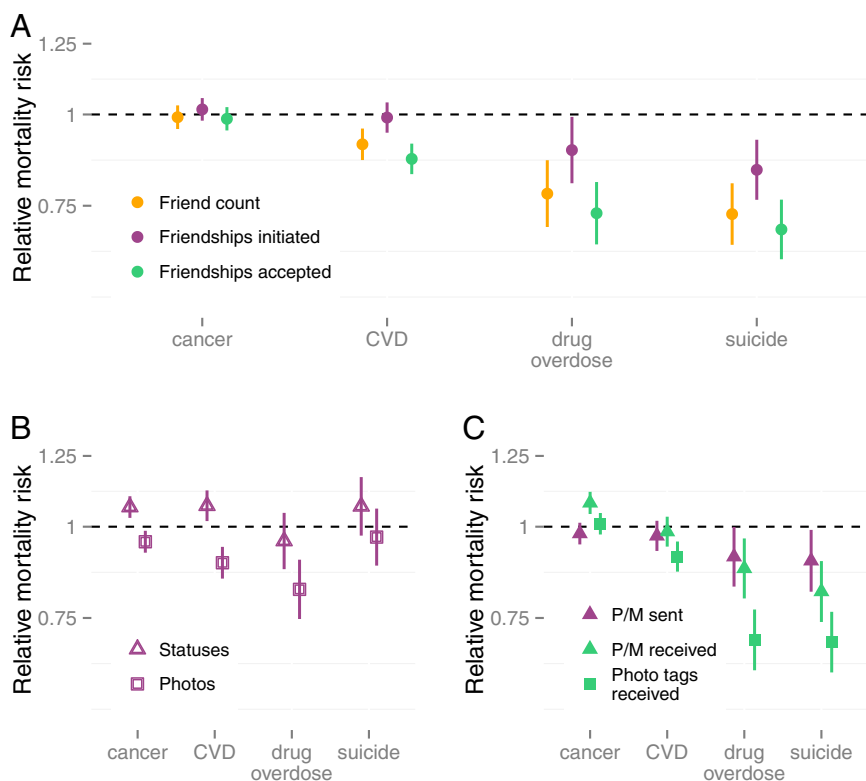 A
Relative mortality risk
1.25
1
0.75
Friend count
Friendships initiated
Friendships accepted
cancer
CVD
drug
overdose
suicide
B
Relative mortality risk
1.25
1
0.75
Statuses
Photos
cancer
CVD
drug
overdose
suicide
C
Relative mortality risk
1.25
1
0.75
P/M sent
P/M received
Photo tags
received
cancer
CVD
drug
overdose
suicide